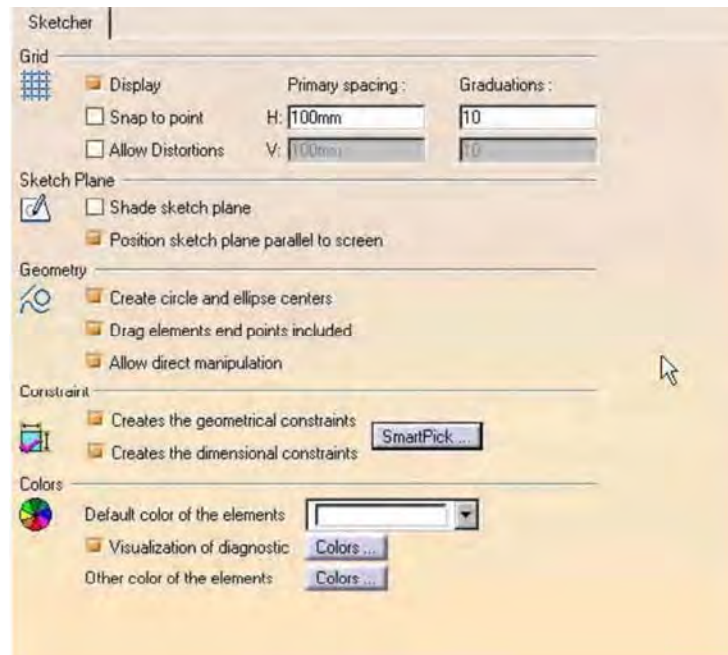 Sketcher
Grid
Display Primary spacing : Graduations :
Snap to point H: 100mm 10
Allow Distortions V: 100mm 10
Sketch Plane
Shade sketch plane
Position sketch plane parallel to screen
Geometry
Create circle and ellipse centers
Drag elements end points included
Allow direct manipulation
Constraint
Creates the geometrical constraints SmartPick ...
Creates the dimensional constraints
Colors
Default color of the elements
Visualization of diagnostic Colors ...
Other color of the elements Colors ...